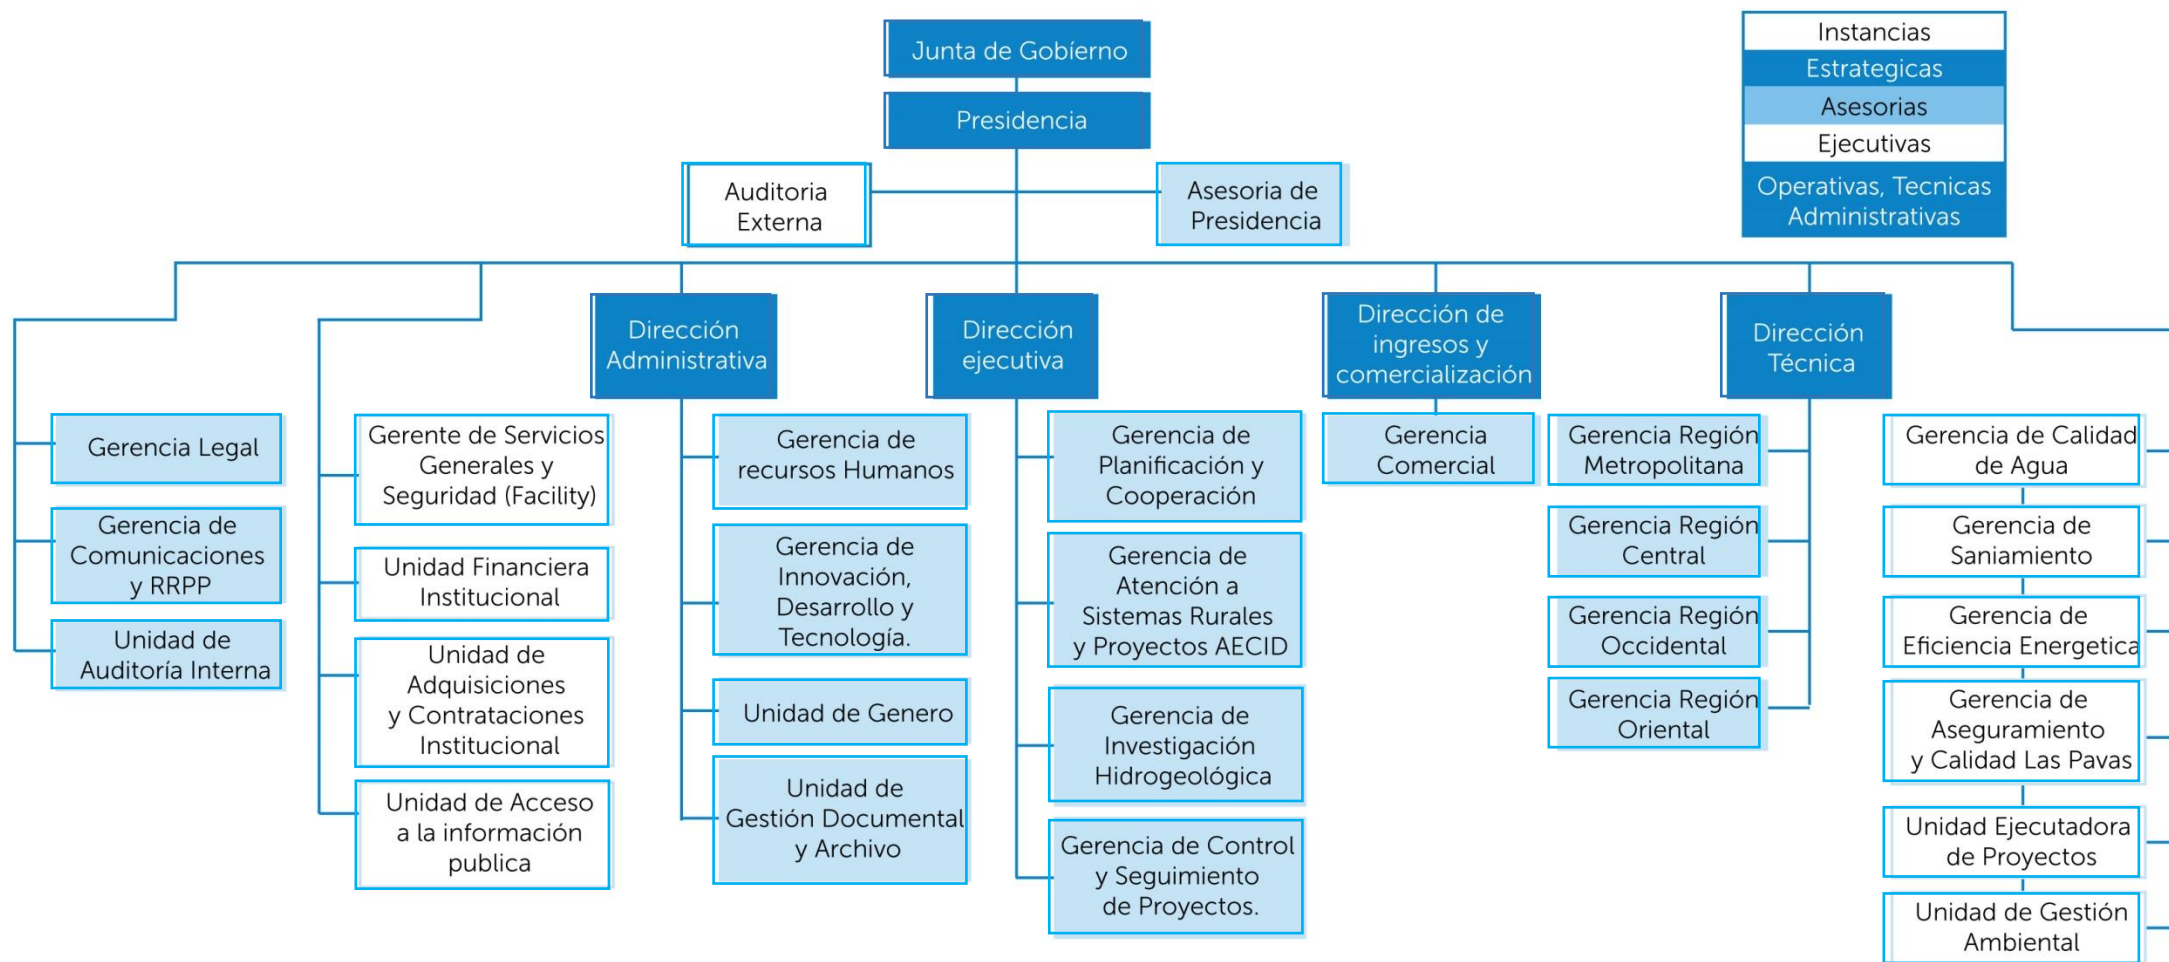 Junta de Gobíerno
Presidencia
Auditoria
Externa
Asesoria de
Presidencia
Instancias
Estrategicas
Asesorias
Ejecutivas
Operativas, Tecnicas
Administrativas
Dirección
Administrativa
Dirección
ejecutiva
Dirección de
ingresos y
comercialización
Dirección
Técnica
Gerencia Legal
Gerencia de
Comunicaciones
y RRPP
Unidad de
Auditoría Interna
Gerente de Servicios
Generales y
Seguridad (Facility)
Unidad Financiera
Institucional
Unidad de
Adquisiciones
y Contrataciones
Institucional
Unidad de Acceso
a la información
publica
Gerencia de
recursos Humanos
Gerencia de
Innovación,
Desarrollo y
Tecnología.
Unidad de Genero
Unidad de
Gestión Documental
y Archivo
Gerencia de
Planificación y
Cooperación
Gerencia de
Atención a
Sistemas Rurales
y Proyectos AECID
Gerencia de
Investigación
Hidrogeológica
Gerencia de Control
y Seguimiento
de Proyectos.
Gerencia
Comercial
Gerencia Región
Metropolitana
Gerencia Región
Central
Gerencia Región
Occidental
Gerencia Región
Oriental
Gerencia de Calidad
de Agua
Gerencia de
Saniamiento
Gerencia de
Eficiencia Energetica
Gerencia de
Aseguramiento
y Calidad Las Pavas
Unidad Ejecutadora
de Proyectos
Unidad de Gestión
Ambiental